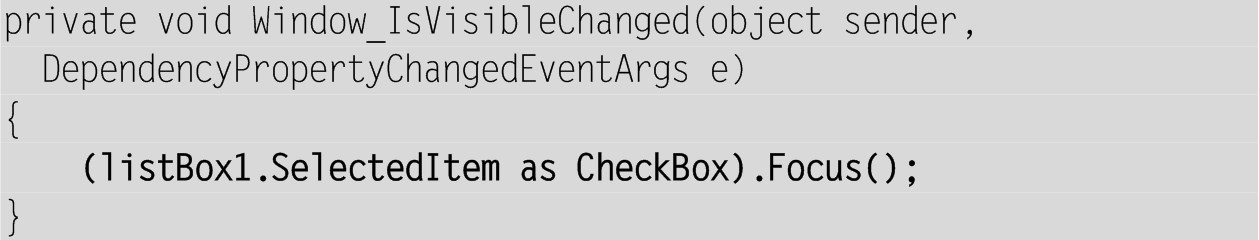 private void Window_IsVisibleChanged(object sender,
  DependencyPropertyChangedEventArgs e)
{
    (listBox1.SelectedItem as CheckBox).Focus();
}